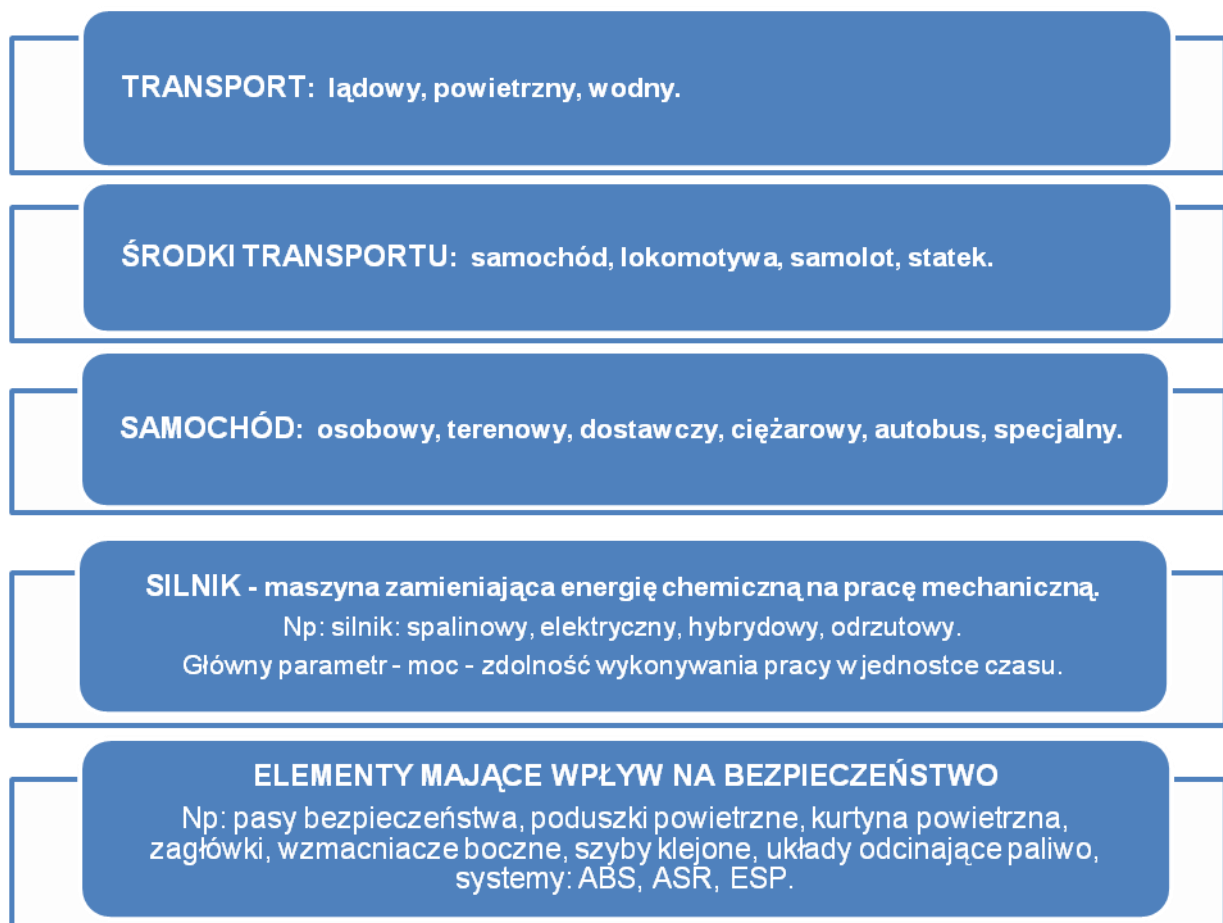 TRANSPORT: lądowy, powietrzny, wodny.
ŚRODKI TRANSPORTU: samochód, lokomotywa, samolot, statek.
SAMOCHÓD: osobowy, terenowy, dostawczy, ciężarowy, autobus, specjalny.
SILNIK - maszyna zamieniająca energię chemiczną na pracę mechaniczną.
Np: silnik: spalinowy, elektryczny, hybrydowy, odrzutowy.
Główny parametr - moc - zdolność wykonywania pracy w jednostce czasu.
ELEMENTY MAJĄCE WPŁYW NA BEZPIECZEŃSTWO
Np: pasy bezpieczeństwa, poduszki powietrzne, kurtyna powietrzna,
zagłówki, wzmacniacze boczne, szyby klejone, układy odcinające paliwo,
systemy: ABS, ASR, ESP.